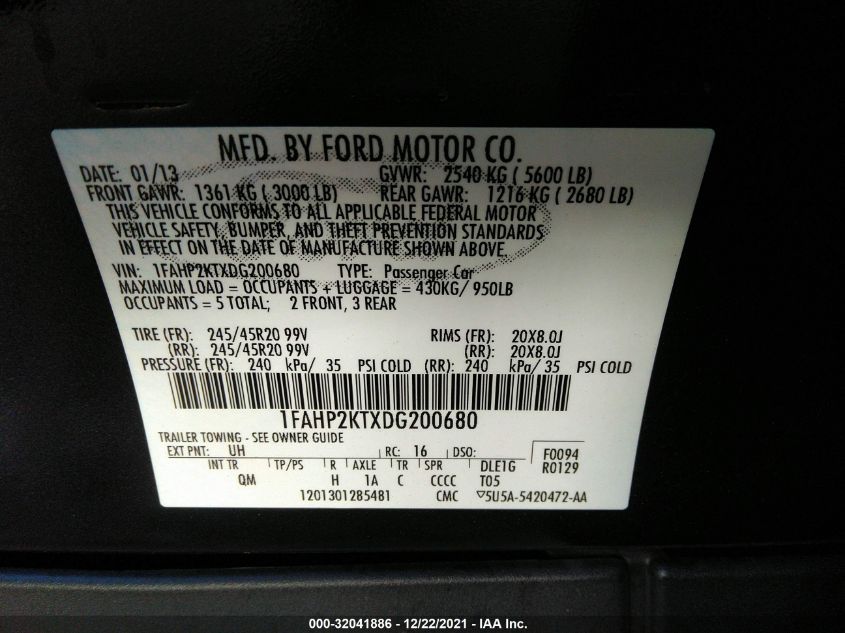 MFD. BY FORD MOTOR CO.
DATE: 01/13 GVWR: 2540 KG ( 5600 LB)
FRONT GAWR: 1361 KG ( 3000 LB) REAR GAWR: 1216 KG ( 2680 LB)
THIS VEHICLE CONFORMS TO ALL APPLICABLE FEDERAL MOTOR
VEHICLE SAFETY, BUMPER, AND THEFT PREVENTION STANDARDS
IN EFFECT ON THE DATE OF MANUFACTURE SHOWN ABOVE.
VIN: 1FAHP2KTXDG200680 TYPE: Passenger Car
MAXIMUM LOAD = OCCUPANTS + LUGGAGE = 430KG/ 950LB
OCCUPANTS = 5 TOTAL; 2 FRONT, 3 REAR
TIRE (FR): 245/45R20 99V RIMS (FR): 20X8.0J
(RR): 245/45R20 99V (RR): 20X8.0J
PRESSURE (FR): 240 kPa/ 35 PSI COLD (RR): 240 kPa/ 35 PSI COLD
1FAHP2KTXDG200680
TRAILER TOWING - SEE OWNER GUIDE
EXT PNT: UH RC: 16 DSO: F0094
INT TR TP/PS R AXLE TR SPR DLE1G R0129
QM H 1A C CCCC T05
1201301285481 CMC 5U5A-5420472-AA
000-32041886 - 12/22/2021 - IAA Inc.